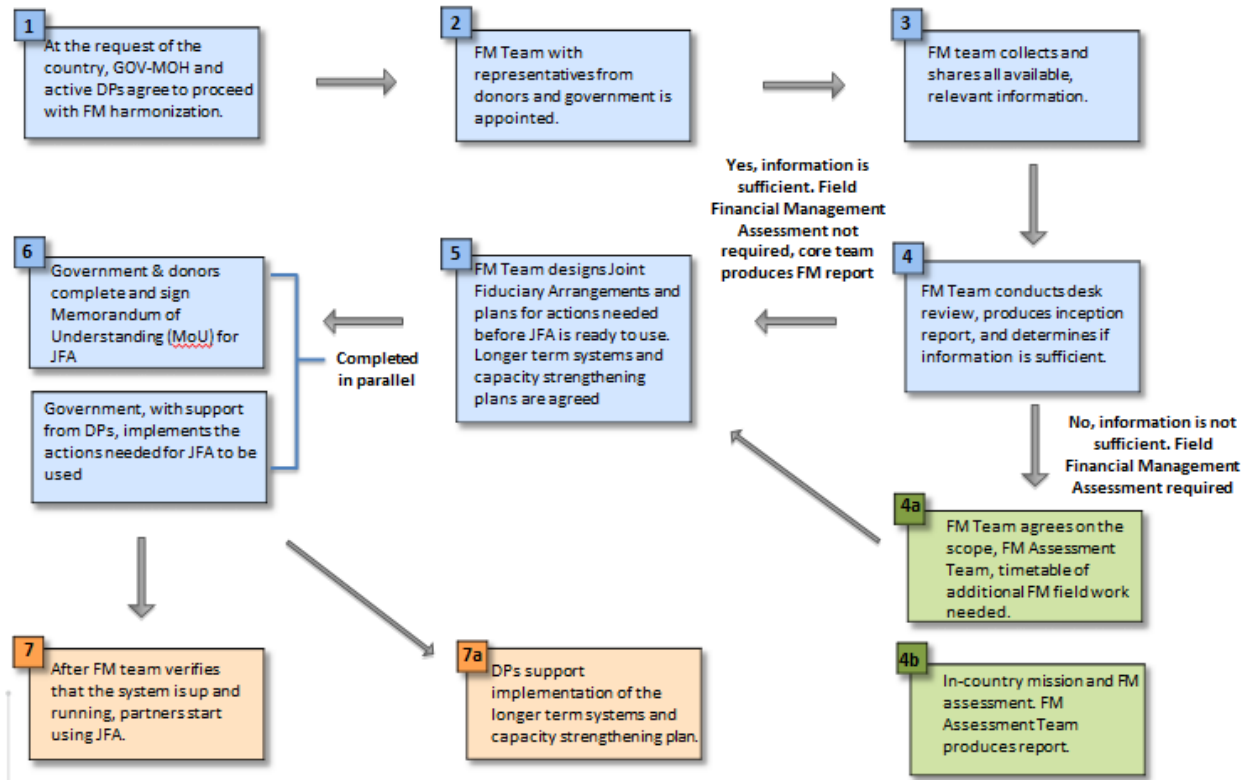 1
At the request of the
country, GOV-MOH and
active DPs agree to proceed
with FM harmonization.
2
FM Team with
representatives from
donors and government is
appointed.
3
FM team collects and
shares all available,
relevant information.
Yes, information is
sufficient. Field
Financial Management
Assessment not
required, core team
produces FM report
4
FM Team conducts desk
review, produces inception
report, and determines if
information is sufficient.
No, information is not
sufficient. Field
Financial Management
Assessment required
4a
FM Team agrees on the
scope, FM Assessment
Team, timetable of
additional FM field work
needed.
4b
In-country mission and FM
assessment. FM
Assessment Team
produces report.
5
FM Team designs Joint
Fiduciary Arrangements and
plans for actions needed
before JFA is ready to use.
Longer term systems and
capacity strengthening
plans are agreed
6
Government & donors
complete and sign
Memorandum of
Understanding (MoU) for
JFA
Completed
in parallel
Government, with support
from DPs, implements the
actions needed for JFA to be
used
7
After FM team verifies
that the system is up and
running, partners start
using JFA.
7a
DPs support
implementation of the
longer term systems and
capacity strengthening plan.